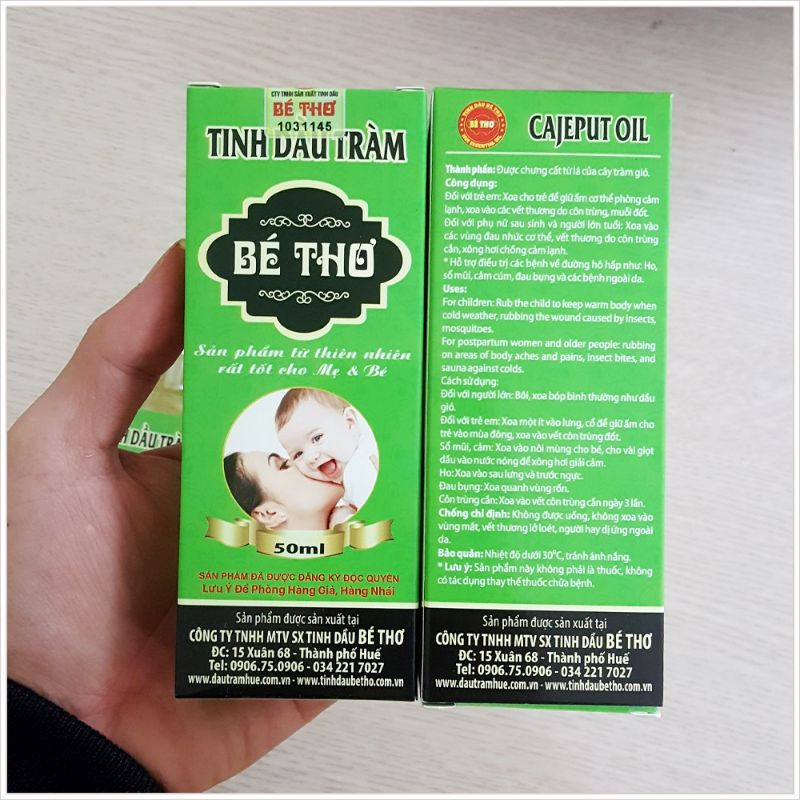 CTY TNHH SẢN XUẤT TINH DẦU
BÉ THƠ
1031145
TINH DẦU TRÀM
BÉ THƠ
Sản phẩm từ thiên nhiên
rất tốt cho Mẹ & Bé
50ml
SẢN PHẨM ĐÃ ĐƯỢC ĐĂNG KÝ ĐỘC QUYỀN
Lưu Ý Đề Phòng Hàng Giả, Hàng Nhái
Sản phẩm được sản xuất tại
CÔNG TY TNHH MTV SX TINH DẦU BÉ THƠ
ĐC: 15 Xuân 68 - Thành phố Huế
Tel: 0906.75.0906 - 034 221 7027
www.dautramhue.com.vn - www.tinhdaubetho.com.vn
TINH DẦU BÉ THƠ
BÉ THƠ
CAJEPUT OIL
Thành phần: Được chưng cất từ lá của cây tràm gió.
Công dụng:
Đối với trẻ em: Xoa cho trẻ để giữ ấm cơ thể phòng cảm
lạnh, xoa vào các vết thương do côn trùng, muỗi đốt.
Đối với phụ nữ sau sinh và người lớn tuổi: Xoa vào
các vùng đau nhức cơ thể, vết thương do côn trùng
cắn, xông hơi chống cảm lạnh.
* Hỗ trợ điều trị các bệnh về đường hô hấp như: Ho,
sổ mũi, cảm cúm, đau bụng và các bệnh ngoài da.
Uses:
For children: Rub the child to keep warm body when
cold weather, rubbing the wound caused by insects,
mosquitoes.
For postpartum women and older people: rubbing
on areas of body aches and pains, insect bites, and
sauna against colds.
Cách sử dụng:
Đối với người lớn: Bôi, xoa bóp bình thường như dầu
gió.
Đối với trẻ em: Xoa một ít vào lưng, cổ để giữ ấm cho
trẻ vào mùa đông, xoa vào vết côn trùng đốt.
Sổ mũi, cảm: Xoa vào nôi mùng cho bé, cho vài giọt
dầu vào nước nóng để xông hơi giải cảm.
Ho: Xoa vào sau lưng và trước ngực.
Đau bụng: Xoa quanh vùng rốn.
Côn trùng cắn: Xoa vào vết côn trùng cắn ngày 3 lần.
Chống chỉ định: Không được uống, không xoa vào
vùng mắt, vết thương lở loét, người hay dị ứng ngoài
da.
Bảo quản: Nhiệt độ dưới 30°C, tránh ánh nắng.
* Lưu ý: Sản phẩm này không phải là thuốc, không
có tác dụng thay thế thuốc chữa bệnh.
Sản phẩm được sản xuất tại
CÔNG TY TNHH MTV SX TINH DẦU BÉ THƠ
ĐC: 15 Xuân 68 - Thành phố Huế
Tel: 0906.75.0906 - 034 221 7027
www.dautramhue.com.vn - www.tinhdaubetho.com.vn
DẦU TRÀ